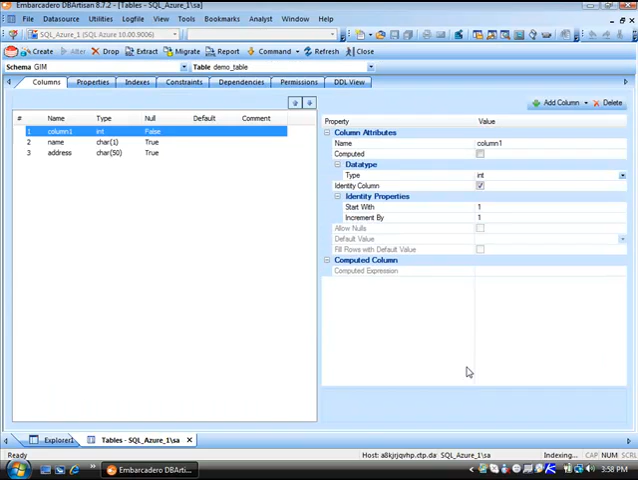 Embarcadero DBArtisan 8.7.2 - [Tables - SQL_Azure_1\sa]
File Datasource Utilities Edit View Logfile Tools Bookmarks Analyst Window Help
SQL_Azure_1 (SQL Azure 10.00.9006)
Create Alter Drop Extract Migrate Report Command Refresh Close
Schema GIM Table demo_table
Columns Properties Indexes Constraints Dependencies Permissions DDL View
Add Column Delete
# Name Type Null Default Comment
1 column1 int False
2 name char(1) True
3 address char(50) True
Property Value
Column Attributes
Name column1
Computed
Datatype
Type int
Identity Column
Identity Properties
Start With 1
Increment By 1
Allow Nulls
Default Value
Fill Rows with Default Value
Computed Column
Computed Expression
Explorer1 Tables - SQL_Azure_1\sa
Ready Indexing... CAP NUM SCRL
Embarcadero DBArti... 3:58 PM